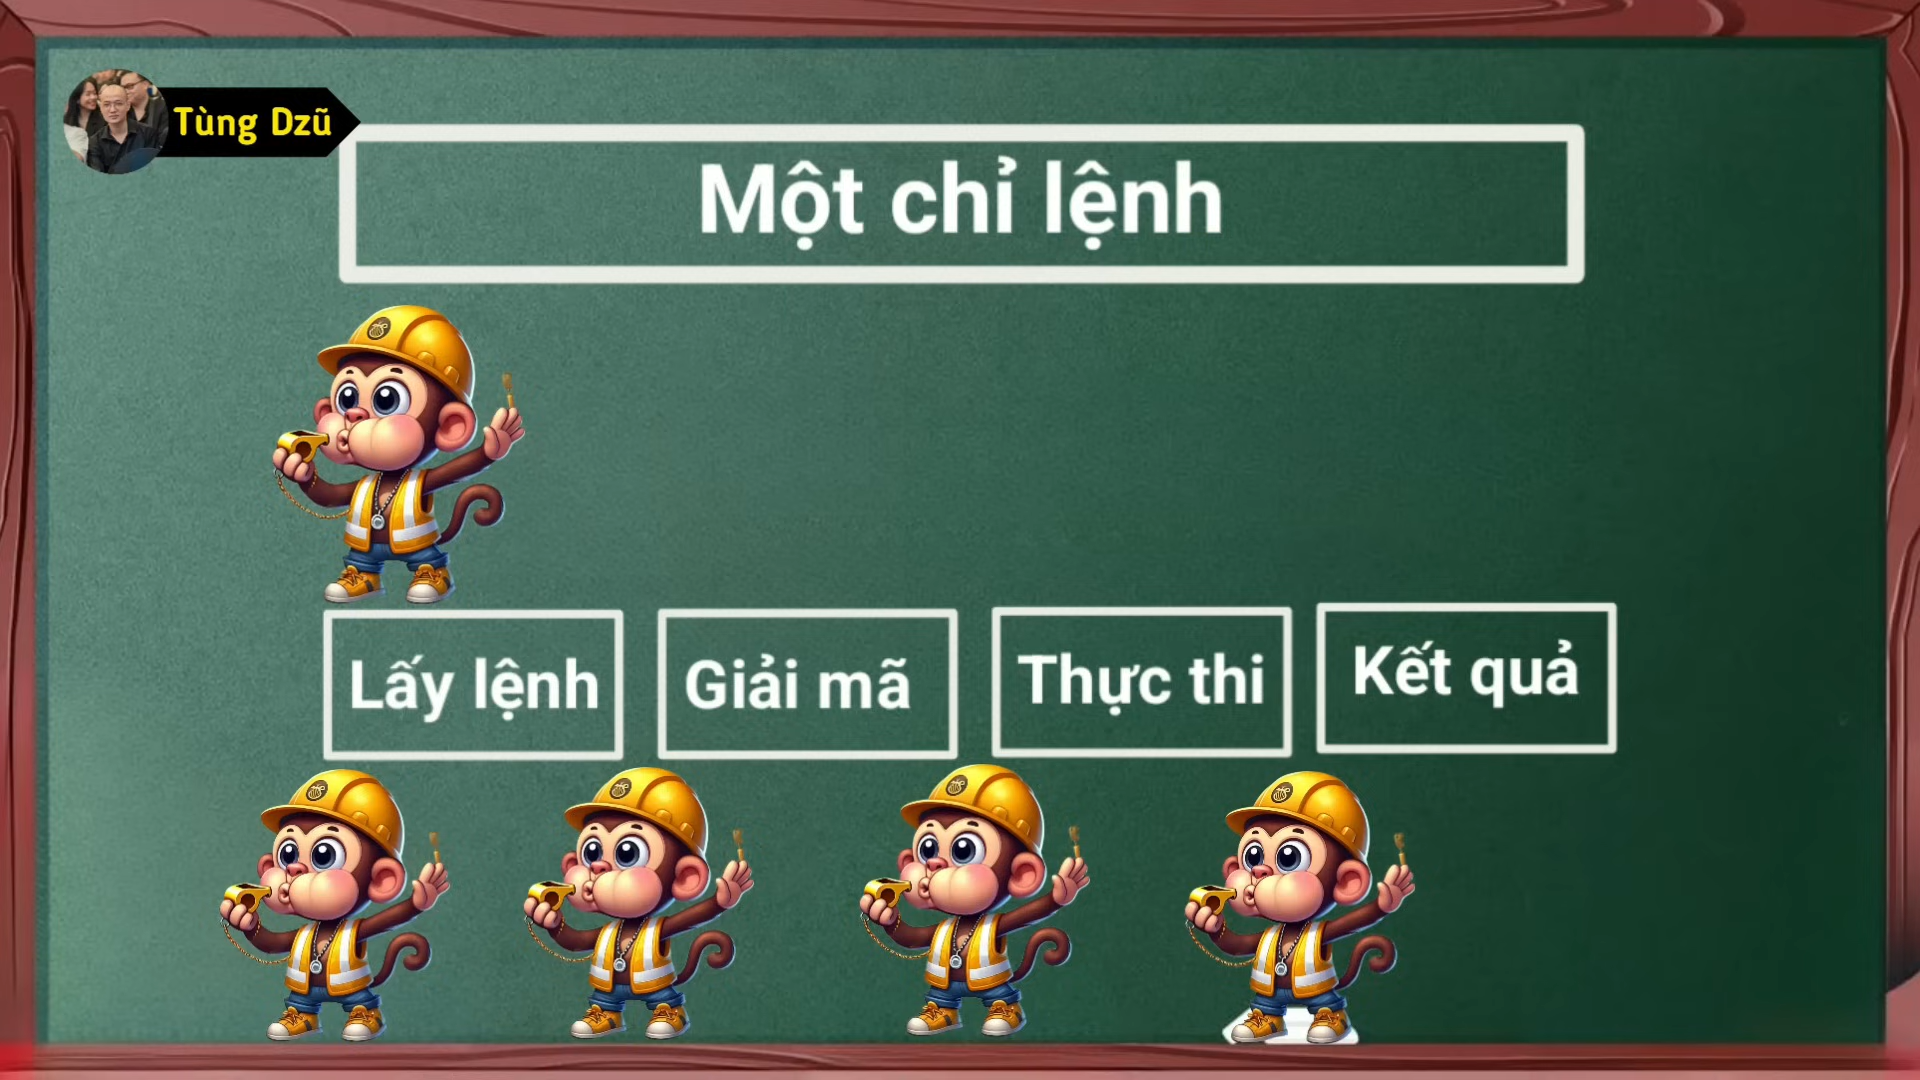 Tùng Dzũ
Một chỉ lệnh
Lấy lệnh
Giải mã
Thực thi
Kết quả